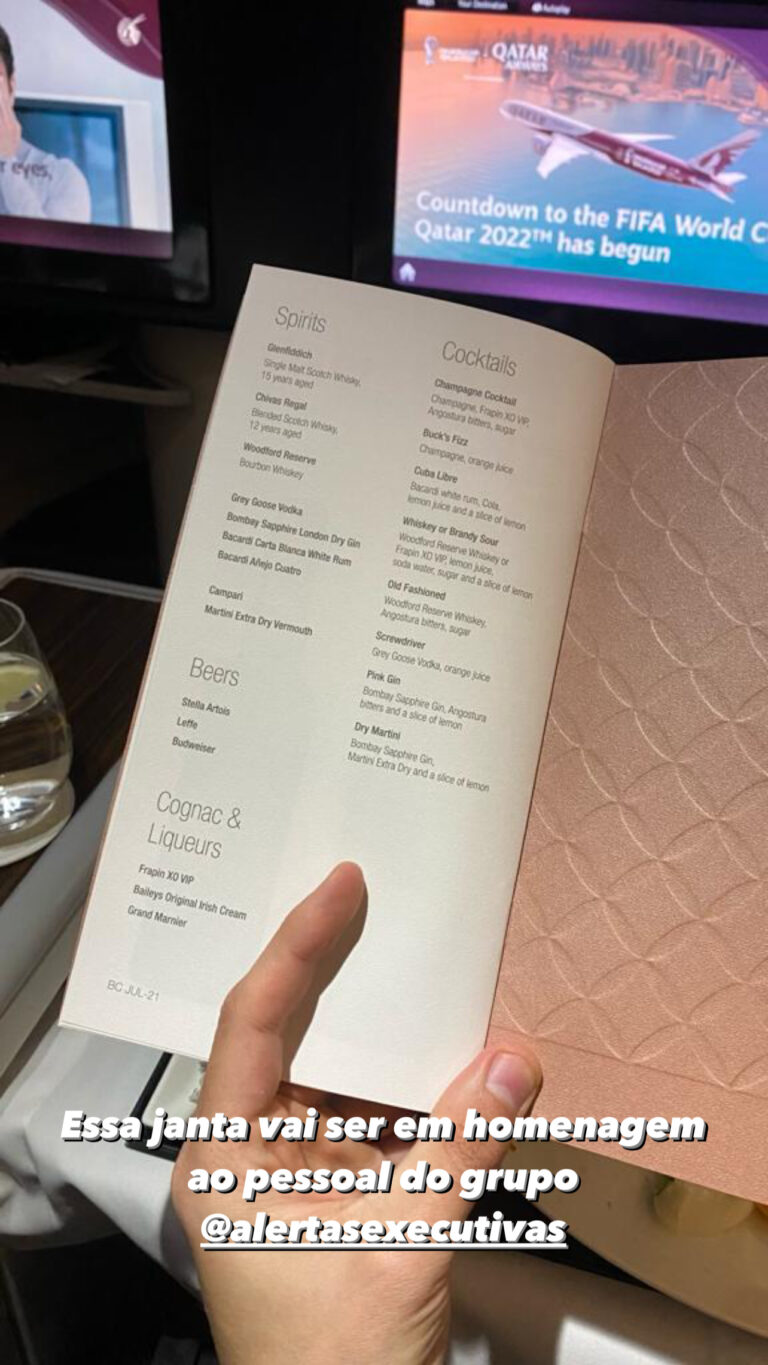 Your Destination
r eyes,
QATAR
AIRWAYS
QATAR
Countdown to the FIFA World C
Qatar 2022™ has begun
Spirits
Glenfiddich
Single Malt Scotch Whisky,
15 years aged
Chivas Regal
Blended Scotch Whisky,
12 years aged
Woodford Reserve
Bourbon Whiskey
Grey Goose Vodka
Bombay Sapphire London Dry Gin
Bacardi Carta Blanca White Rum
Bacardi Añejo Cuatro
Campari
Martini Extra Dry Vermouth
Beers
Stella Artois
Leffe
Budweiser
Cognac &
Liqueurs
Frapin XO VIP
Baileys Original Irish Cream
Grand Marnier
BC JUL-21
Cocktails
Champagne Cocktail
Champagne, Frapin XO VIP,
Angostura bitters, sugar
Buck's Fizz
Champagne, orange juice
Cuba Libre
Bacardi white rum, Cola,
lemon juice and a slice of lemon
Whiskey or Brandy Sour
Woodford Reserve Whiskey or
Frapin XO VIP, lemon juice,
soda water, sugar and a slice of lemon
Old Fashioned
Woodford Reserve Whiskey,
Angostura bitters, sugar
Screwdriver
Grey Goose Vodka, orange juice
Pink Gin
Bombay Sapphire Gin, Angostura
bitters and a slice of lemon
Dry Martini
Bombay Sapphire Gin,
Martini Extra Dry and a slice of lemon
Essa janta vai ser em homenagem
ao pessoal do grupo
@alertasexecutivas